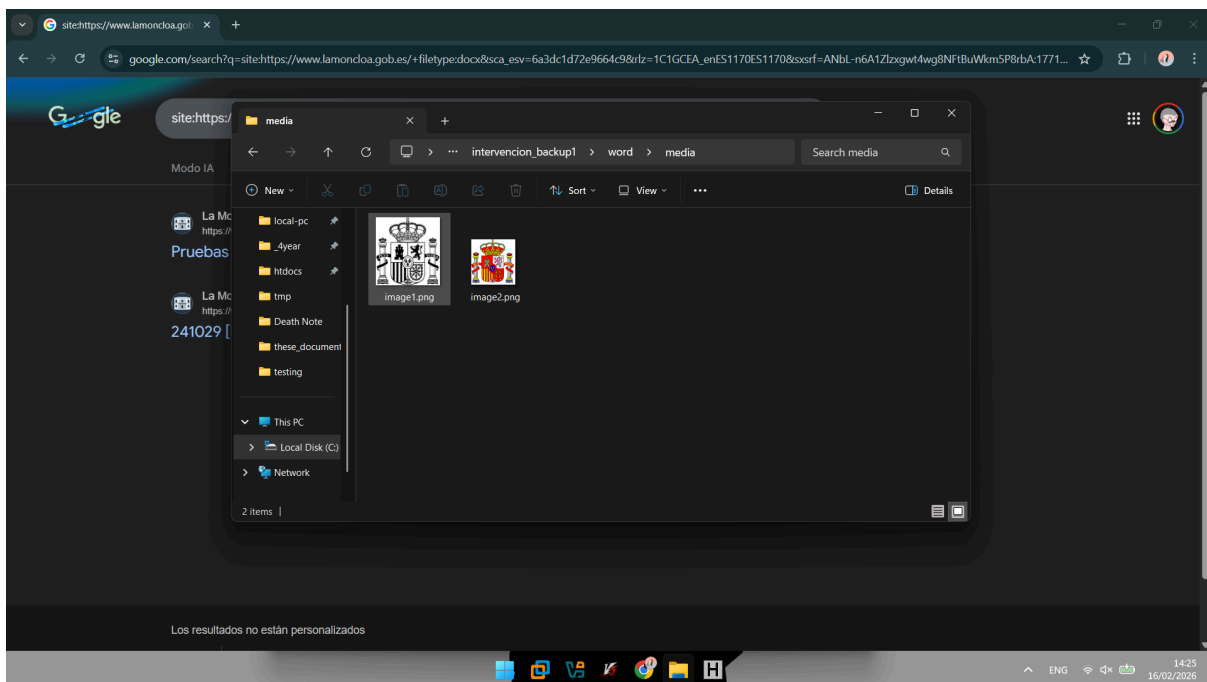 site:https://www.lamoncloa.gob
google.com/search?q=site:https://www.lamoncloa.gob.es/+filetype:docx&sca_esv=6a3dc1d72e9664c9&rlz=1C1GCEA_enES1170ES1170&sxsrf=ANbL-n6A1Zlzxgwt4wg8NFtBuWkm5P8rbA:1771...
Google
site:https:/
Modo IA
La Mo
https://
Pruebas
La Mo
https://
241029 [
media
intervencion_backup1 > word > media
Search media
New
Sort
View
Details
local-pc
_4year
htdocs
tmp
Death Note
these_document
testing
This PC
Local Disk (C:)
Network
image1.png
image2.png
2 items
Los resultados no están personalizados
ENG
14:25
16/02/2026